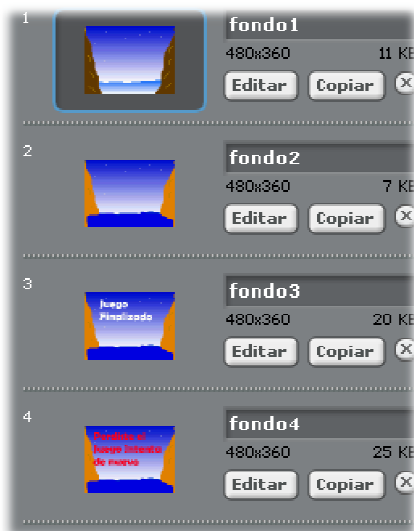 1
fondo1
480x360
11 KB
Editar
Copiar
2
fondo2
480x360
7 KB
Editar
Copiar
3
Juego
Finalizado
fondo3
480x360
20 KB
Editar
Copiar
4
Perdiste el
Juego intenta
de nuevo
fondo4
480x360
25 KB
Editar
Copiar